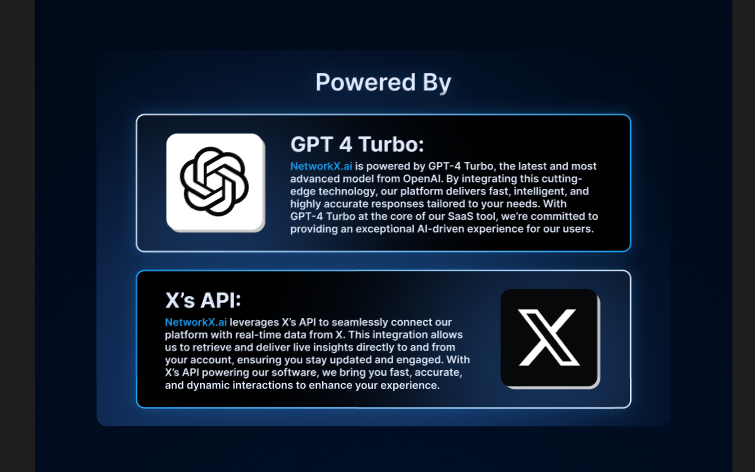 Powered By
GPT 4 Turbo:
NetworkX.ai is powered by GPT-4 Turbo, the latest and most
advanced model from OpenAI. By integrating this cutting-
edge technology, our platform delivers fast, intelligent, and
highly accurate responses tailored to your needs. With
GPT-4 Turbo at the core of our SaaS tool, we're committed to
providing an exceptional AI-driven experience for our users.
X's API:
NetworkX.ai leverages X's API to seamlessly connect our
platform with real-time data from X. This integration allows
us to retrieve and deliver live insights directly to and from
your account, ensuring you stay updated and engaged. With
X's API powering our software, we bring you fast, accurate,
and dynamic interactions to enhance your experience.